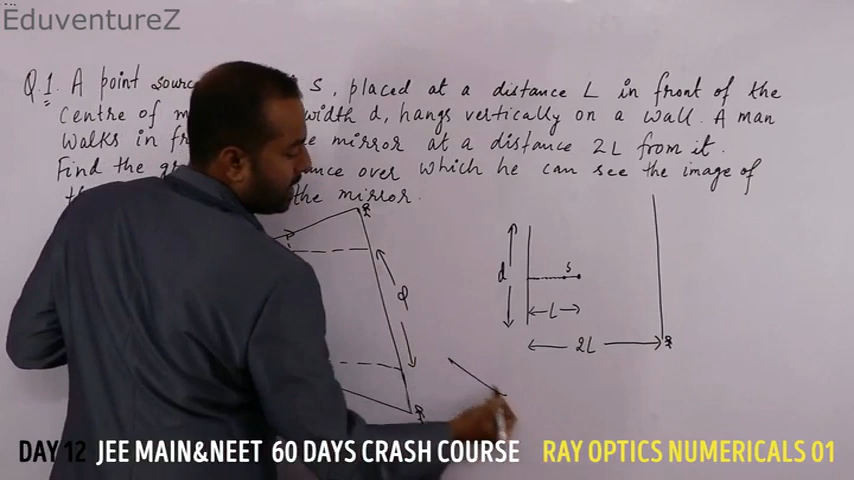 EduventureZ
Q.1. A point sourc S, placed at a distance L in front of the
Centre of m width d, hangs vertically on a wall. A man
walks in fr e mirror at a distance 2L from it.
Find the gr ance over which he can see the image of
th the mirror.
d
d
S
L
2L
DAY 12 JEE MAIN&NEET 60 DAYS CRASH COURSE RAY OPTICS NUMERICALS 01